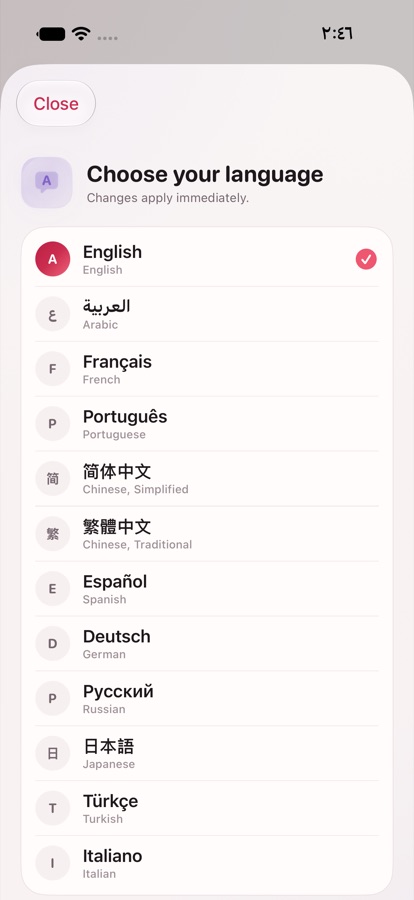 ٢:٤٦
Close
A
Choose your language
Changes apply immediately.
A
English
English
ع
العربية
Arabic
F
Français
French
P
Português
Portuguese
简
简体中文
Chinese, Simplified
繁
繁體中文
Chinese, Traditional
E
Español
Spanish
D
Deutsch
German
Р
Русский
Russian
日
日本語
Japanese
T
Türkçe
Turkish
I
Italiano
Italian